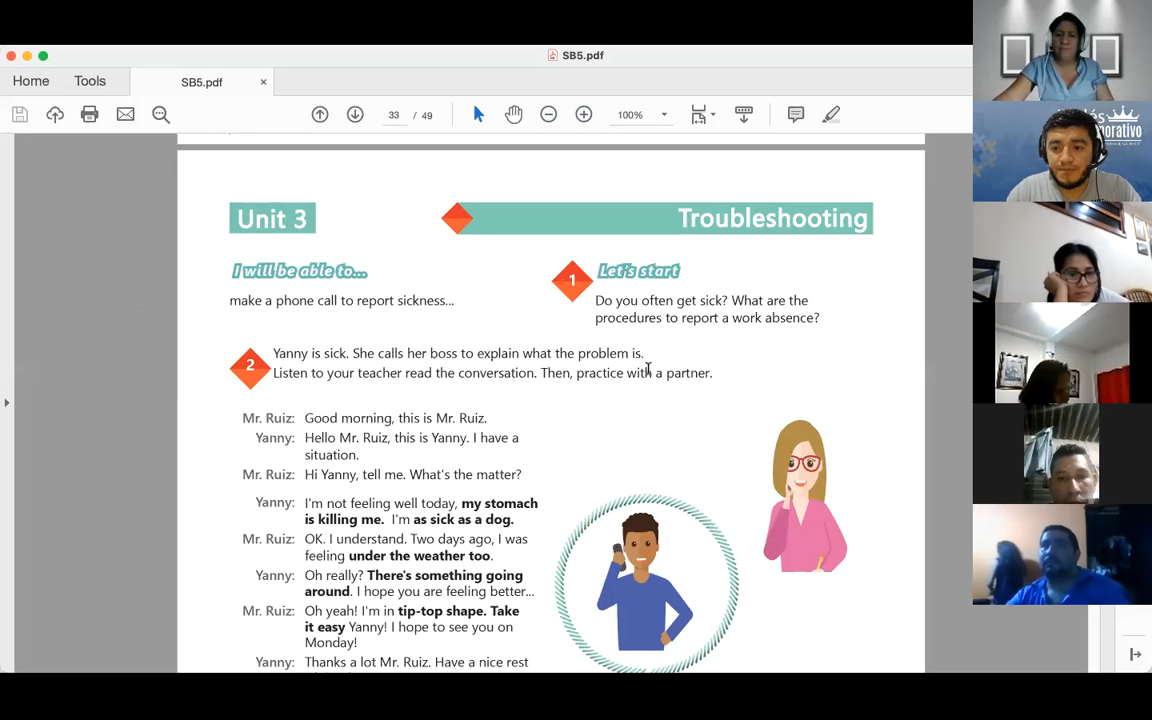 SB5.pdf
Home
Tools
SB5.pdf
×
33 / 49
100%
Unit 3
Troubleshooting
I will be able to...
make a phone call to report sickness...
1
Let's start
Do you often get sick? What are the
procedures to report a work absence?
2
Yanny is sick. She calls her boss to explain what the problem is.
Listen to your teacher read the conversation. Then, practice with a partner.
Mr. Ruiz: Good morning, this is Mr. Ruiz.
Yanny: Hello Mr. Ruiz, this is Yanny. I have a
situation.
Mr. Ruiz: Hi Yanny, tell me. What's the matter?
Yanny: I'm not feeling well today, my stomach
is killing me. I'm as sick as a dog.
Mr. Ruiz: OK. I understand. Two days ago, I was
feeling under the weather too.
Yanny: Oh really? There's something going
around. I hope you are feeling better...
Mr. Ruiz: Oh yeah! I'm in tip-top shape. Take
it easy Yanny! I hope to see you on
Monday!
Yanny: Thanks a lot Mr. Ruiz. Have a nice rest